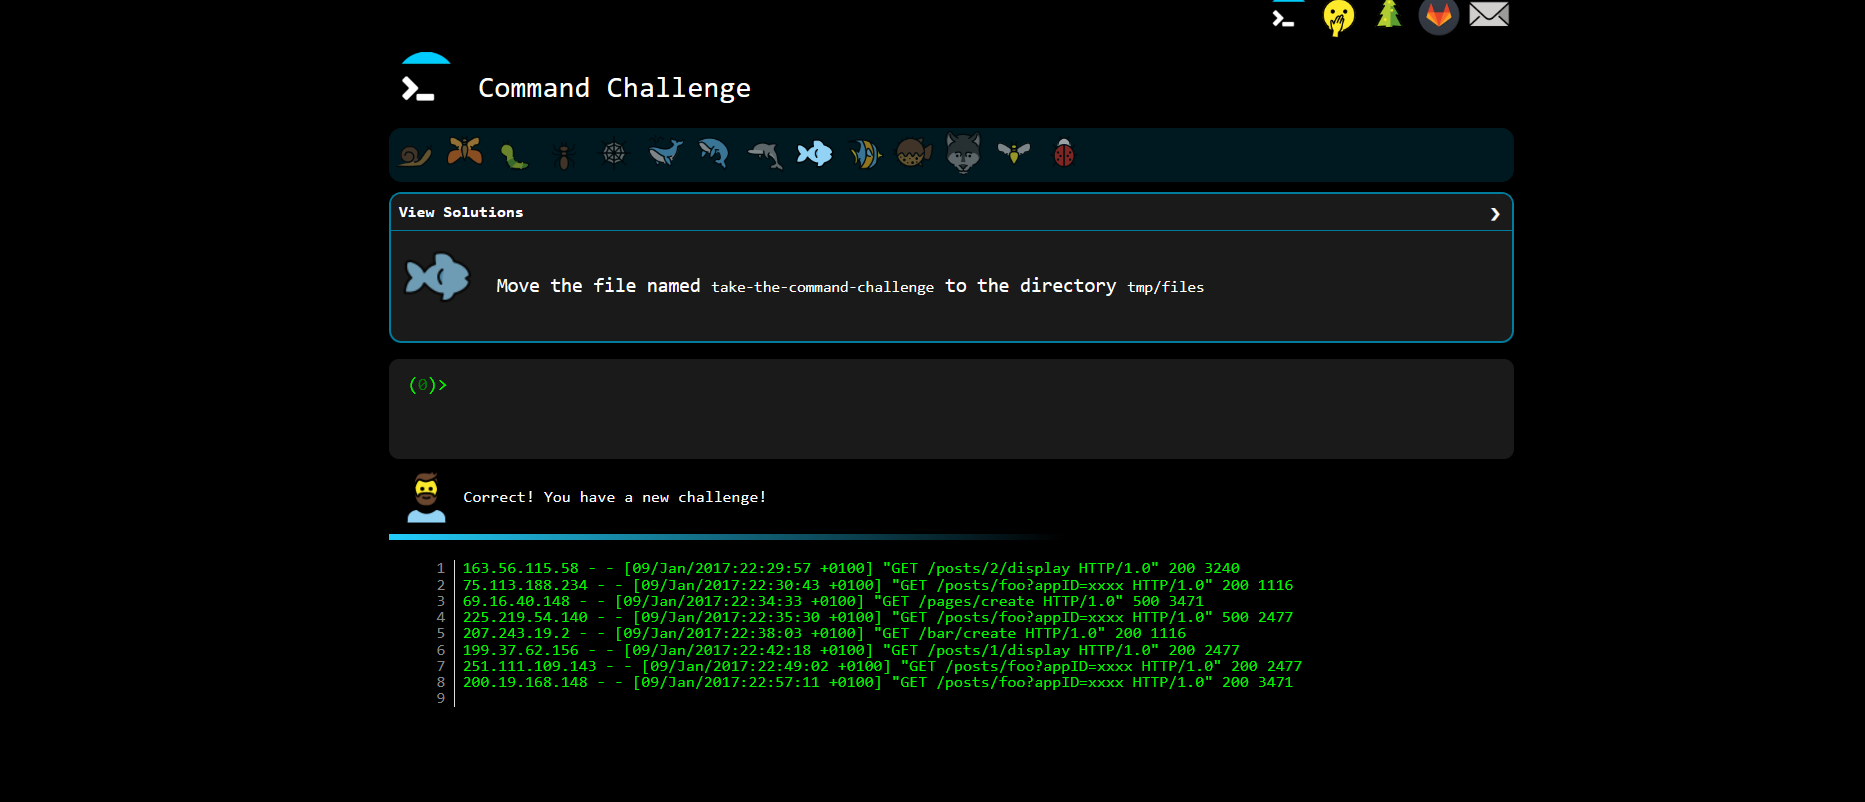 Command Challenge
View Solutions
Move the file named take-the-command-challenge to the directory tmp/files
(0)>
Correct! You have a new challenge!
1 163.56.115.58 - - [09/Jan/2017:22:29:57 +0100] "GET /posts/2/display HTTP/1.0" 200 3240
2 75.113.188.234 - - [09/Jan/2017:22:30:43 +0100] "GET /posts/foo?appID=xxxx HTTP/1.0" 200 1116
3 69.16.40.148 - - [09/Jan/2017:22:34:33 +0100] "GET /pages/create HTTP/1.0" 500 3471
4 225.219.54.140 - - [09/Jan/2017:22:35:30 +0100] "GET /posts/foo?appID=xxxx HTTP/1.0" 500 2477
5 207.243.19.2 - - [09/Jan/2017:22:38:03 +0100] "GET /bar/create HTTP/1.0" 200 1116
6 199.37.62.156 - - [09/Jan/2017:22:42:18 +0100] "GET /posts/1/display HTTP/1.0" 200 2477
7 251.111.109.143 - - [09/Jan/2017:22:49:02 +0100] "GET /posts/foo?appID=xxxx HTTP/1.0" 200 2477
8 200.19.168.148 - - [09/Jan/2017:22:57:11 +0100] "GET /posts/foo?appID=xxxx HTTP/1.0" 200 3471
9